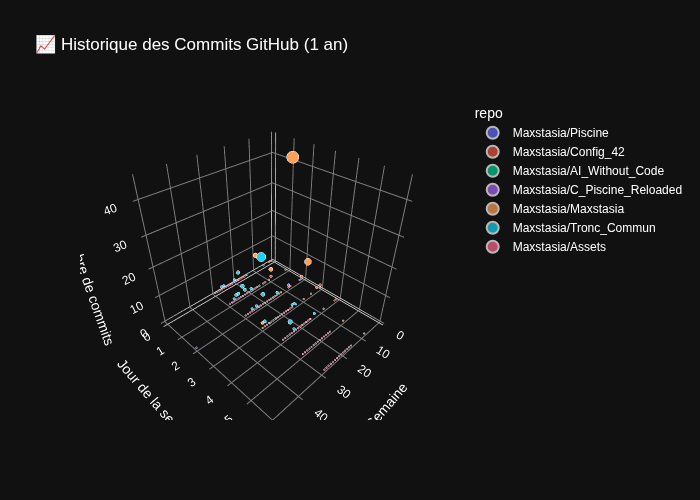 📈 Historique des Commits GitHub (1 an)
repo
Maxstasia/Piscine
Maxstasia/Config_42
Maxstasia/AI_Without_Code
Maxstasia/C_Piscine_Reloaded
Maxstasia/Maxstasia
Maxstasia/Tronc_Commun
Maxstasia/Assets
40
30
20
10
0
de commits
0
1
2
3
4
5
Jour de la
0
10
20
30
40